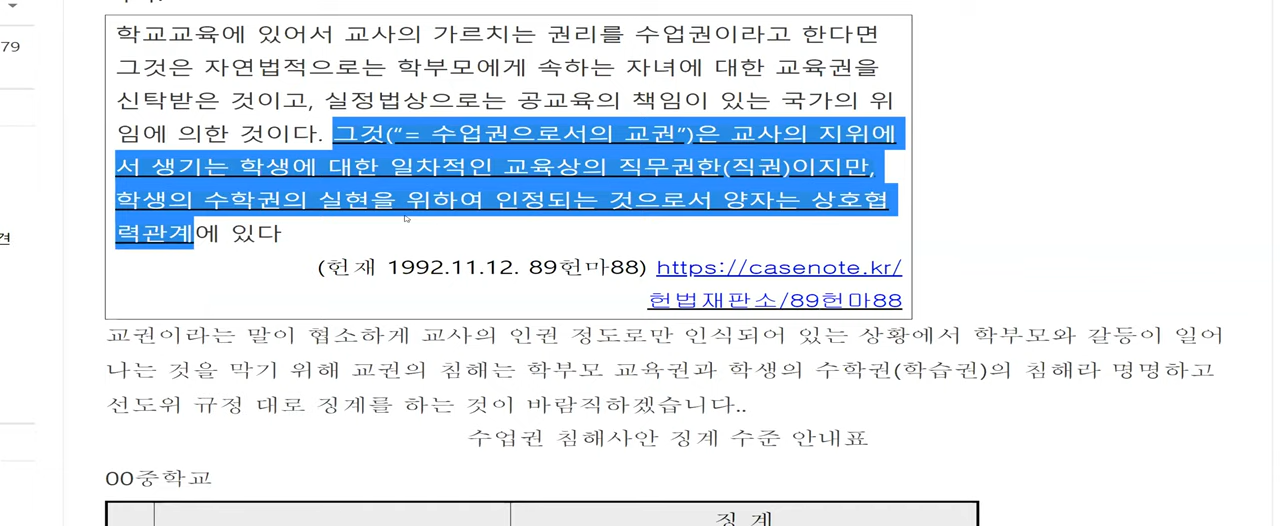 79
견
학교교육에 있어서 교사의 가르치는 권리를 수업권이라고 한다면
그것은 자연법적으로는 학부모에게 속하는 자녀에 대한 교육권을
신탁받은 것이고, 실정법상으로는 공교육의 책임이 있는 국가의 위
임에 의한 것이다. 그것(“= 수업권으로서의 교권”)은 교사의 지위에
서 생기는 학생에 대한 일차적인 교육상의 직무권한(직권)이지만,
학생의 수학권의 실현을 위하여 인정되는 것으로서 양자는 상호협
력관계에 있다
(헌재 1992.11.12. 89헌마88) https://casenote.kr/
헌법재판소/89헌마88
교권이라는 말이 협소하게 교사의 인권 정도로만 인식되어 있는 상황에서 학부모와 갈등이 일어
나는 것을 막기 위해 교권의 침해는 학부모 교육권과 학생의 수학권(학습권)의 침해라 명명하고
선도위 규정 대로 징계를 하는 것이 바람직하겠습니다..
수업권 침해사안 징계 수준 안내표
00중학교
징 계